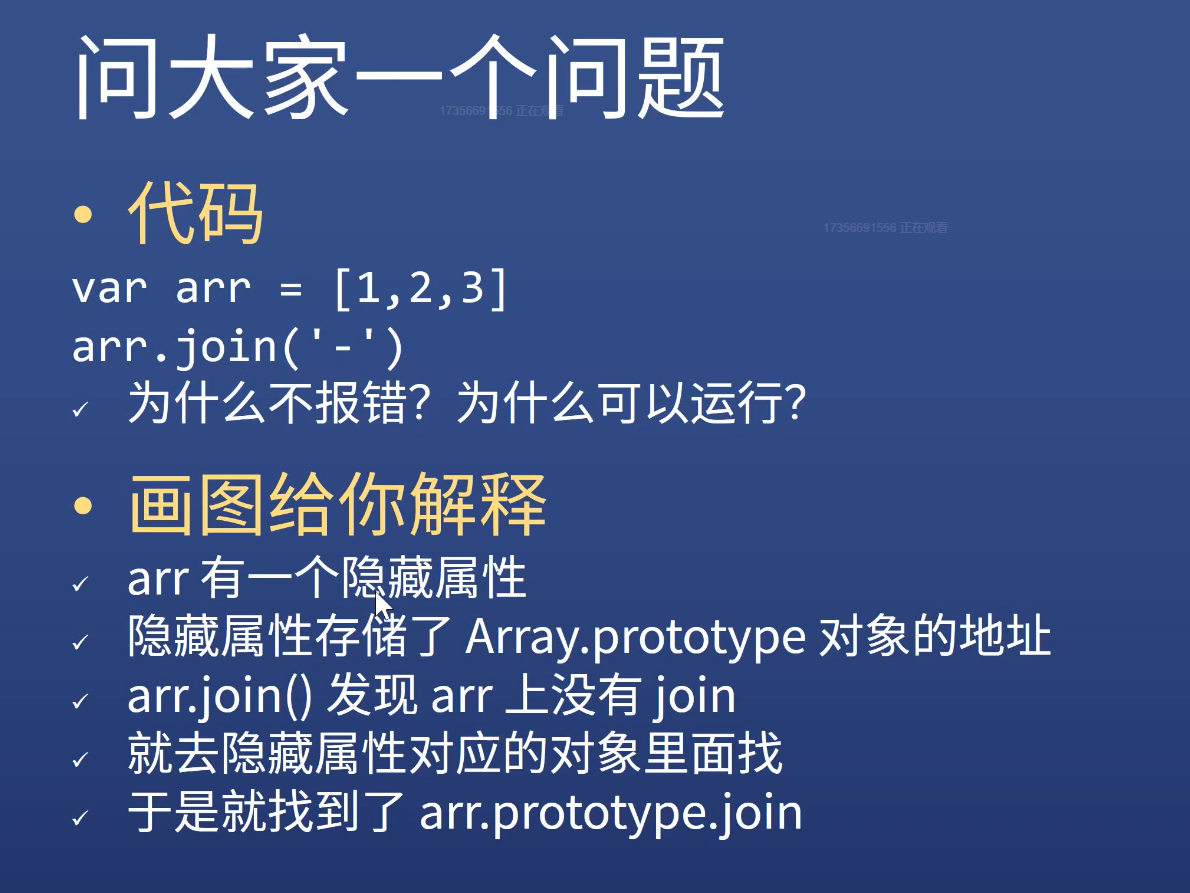 问大家一个问题
17356691556 正在观看
• 代码
17356691556 正在观看
var arr = [1,2,3]
arr.join('-')
✓ 为什么不报错？为什么可以运行？
• 画图给你解释
✓ arr 有一个隐藏属性
✓ 隐藏属性存储了 Array.prototype 对象的地址
✓ arr.join() 发现 arr 上没有 join
✓ 就去隐藏属性对应的对象里面找
✓ 于是就找到了 arr.prototype.join